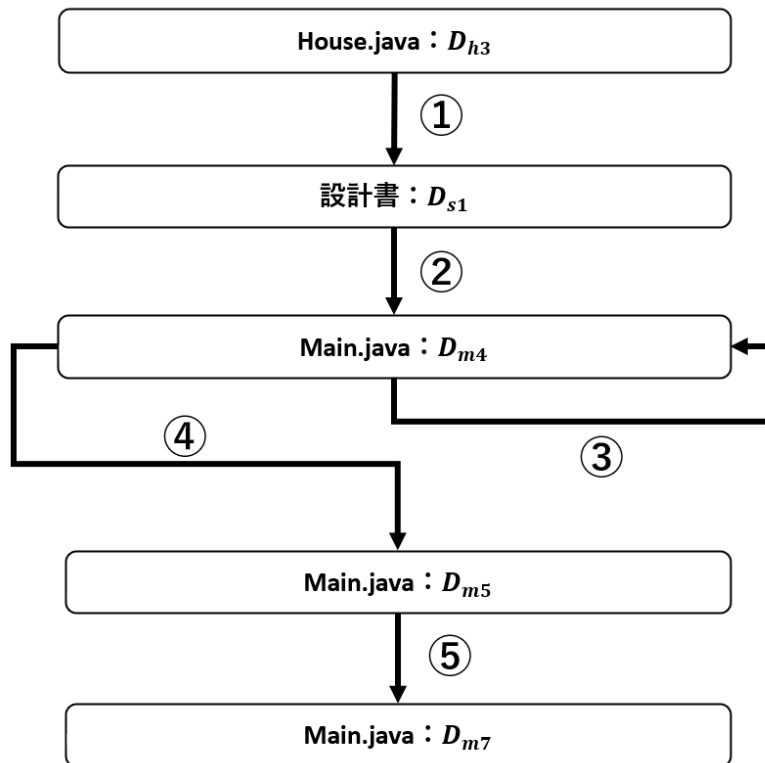 House.java：D_{h3}
①
設計書：D_{s1}
②
Main.java：D_{m4}
④
③
Main.java：D_{m5}
⑤
Main.java：D_{m7}